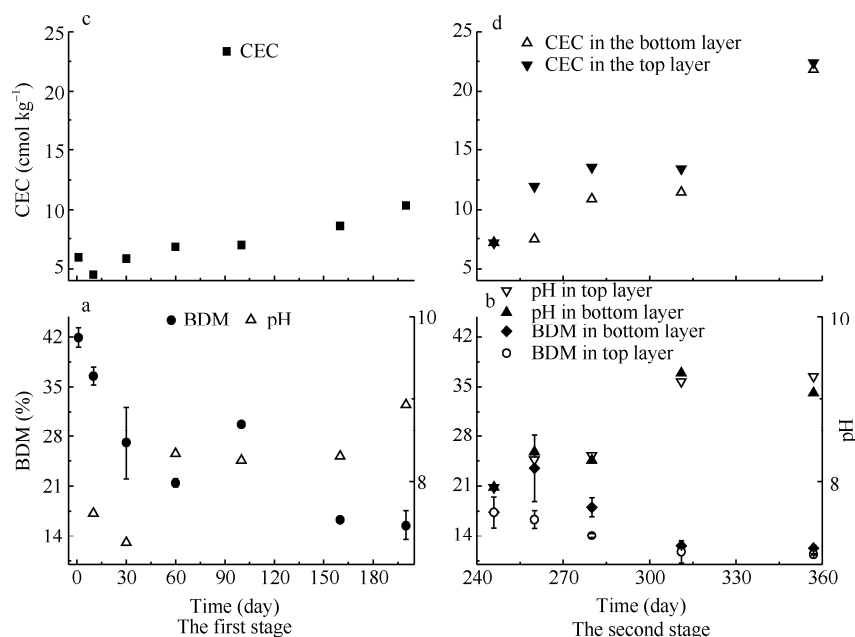 c
CEC
25
20
15
10
5
CEC (cmol kg⁻¹)
d
CEC in the bottom layer
CEC in the top layer
25
20
15
10
5
a
BDM
pH
42
35
28
21
14
BDM (%)
10
8
0 30 60 90 120 150 180
Time (day)
The first stage
b
pH in top layer
pH in bottom layer
BDM in bottom layer
BDM in top layer
42
35
28
21
14
10
8
pH
240 270 300 330 360
Time (day)
The second stage